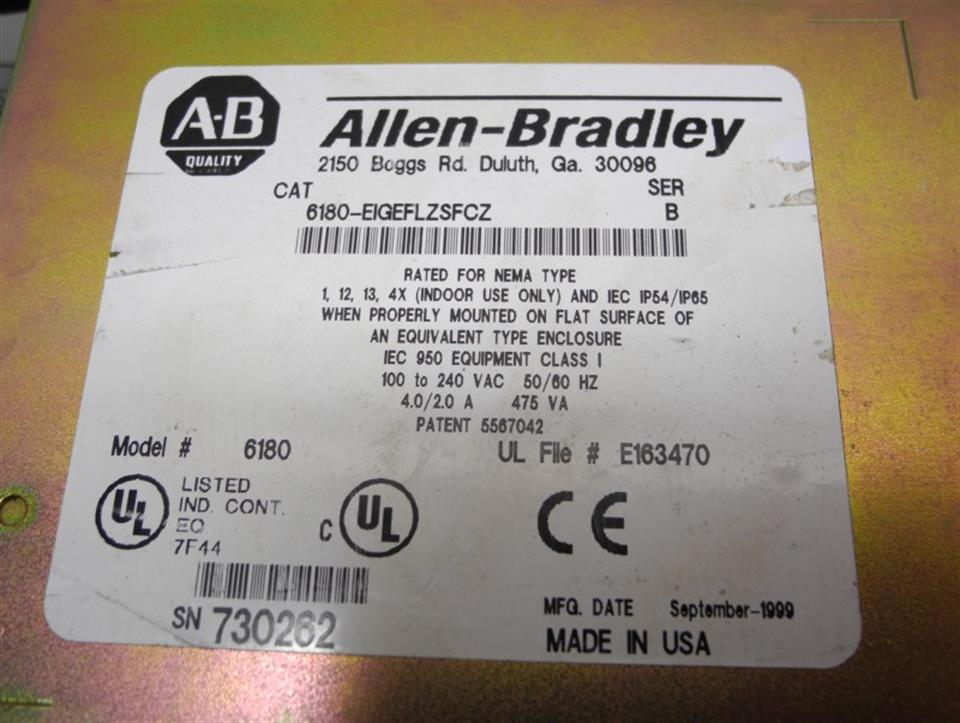 A-B
QUALITY
Allen-Bradley
2150 Boggs Rd. Duluth, Ga. 30096
CAT SER
6180-EIGEFLZSFCZ B
RATED FOR NEMA TYPE
1, 12, 13, 4X (INDOOR USE ONLY) AND IEC IP54/IP65
WHEN PROPERLY MOUNTED ON FLAT SURFACE OF
AN EQUIVALENT TYPE ENCLOSURE
IEC 950 EQUIPMENT CLASS I
100 to 240 VAC 50/60 HZ
4.0/2.0 A 475 VA
PATENT 5567042
Model # 6180 UL File # E163470
UL LISTED
IND. CONT.
EQ
7F44
C UL
CE
SN 730262
MFG. DATE September-1999
MADE IN USA